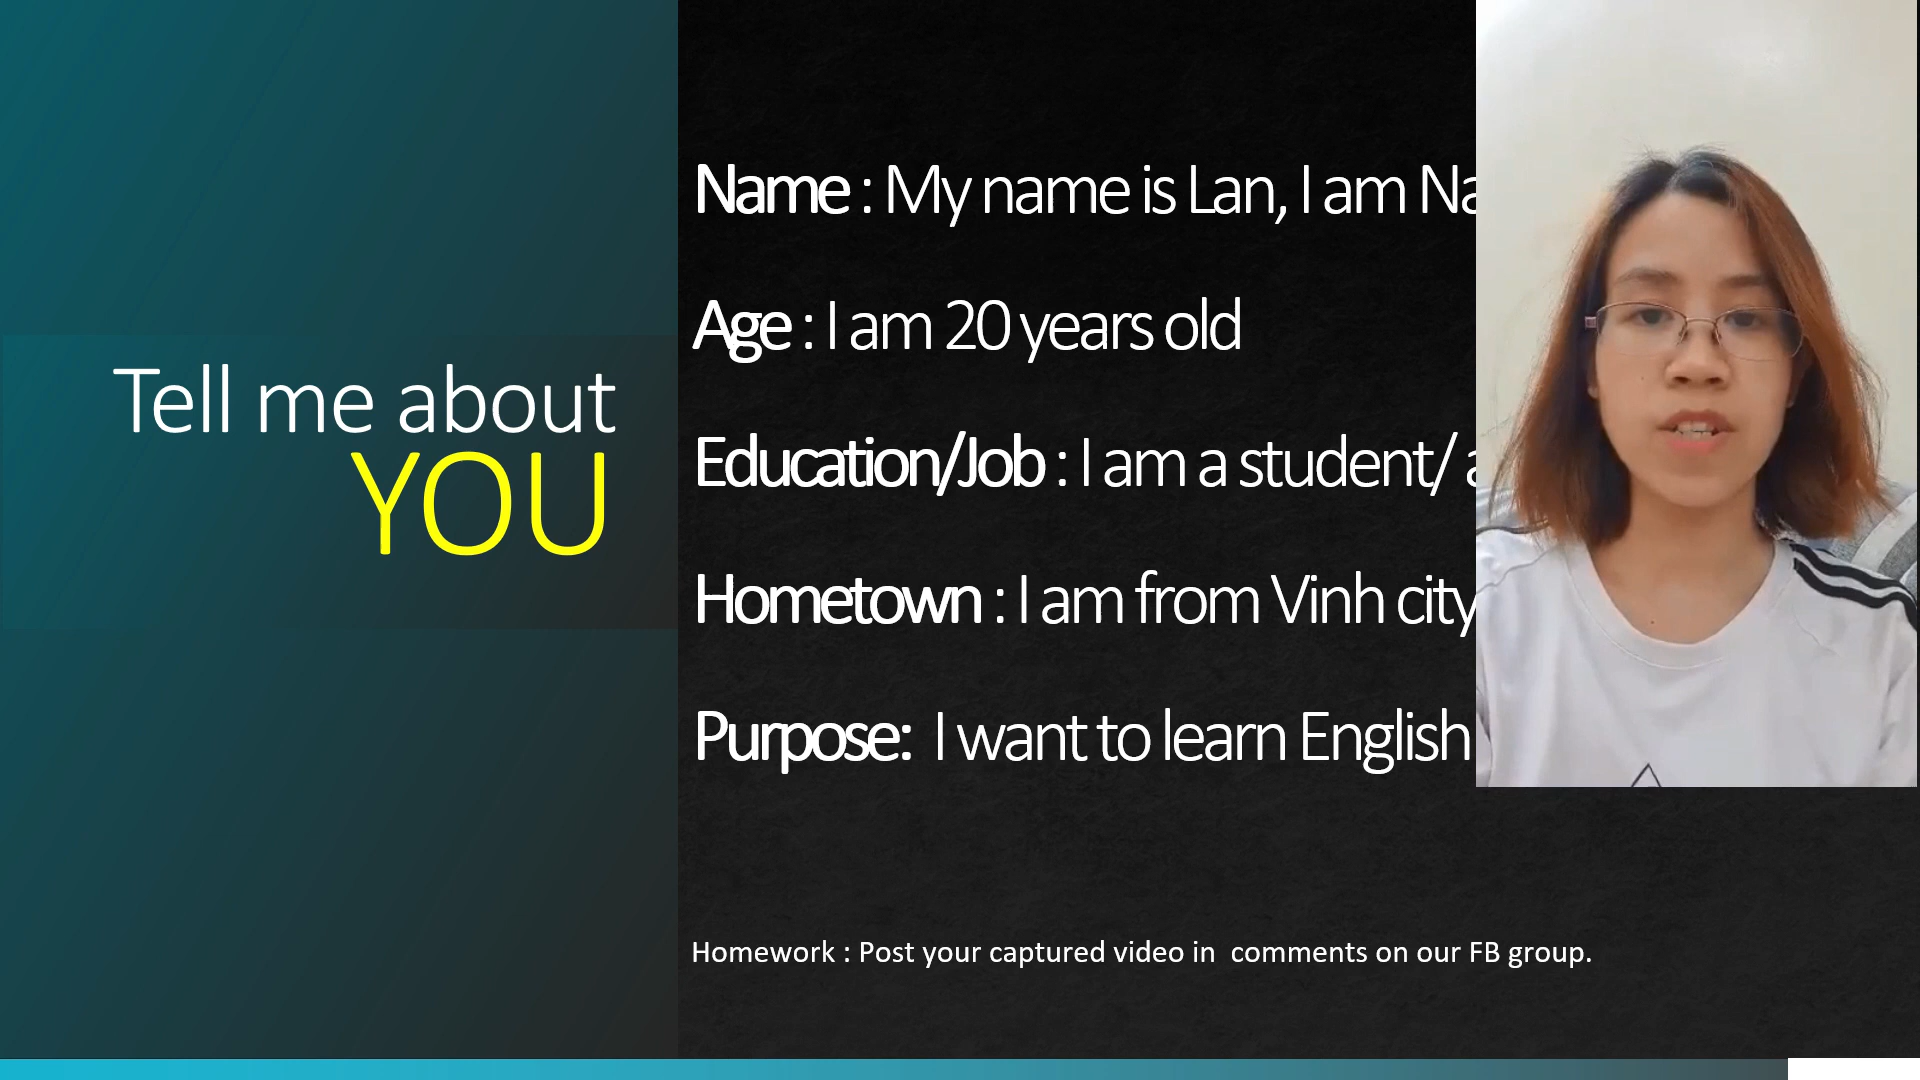 Tell me about
YOU
Name : My name is Lan, I am
Age : I am 20 years old
Education/Job : I am a student/
Hometown : I am from Vinh city
Purpose: I want to learn English
Homework : Post your captured video in comments on our FB group.